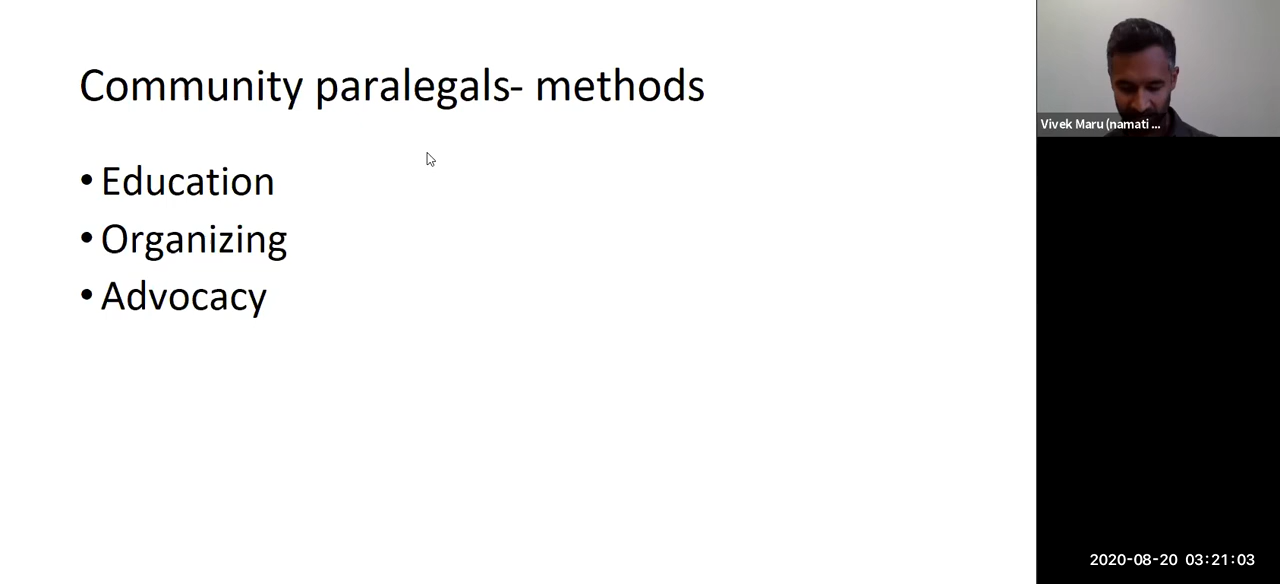 Community paralegals- methods
• Education
• Organizing
• Advocacy
Vivek Maru (namati ...
2020-08-20 03:21:03